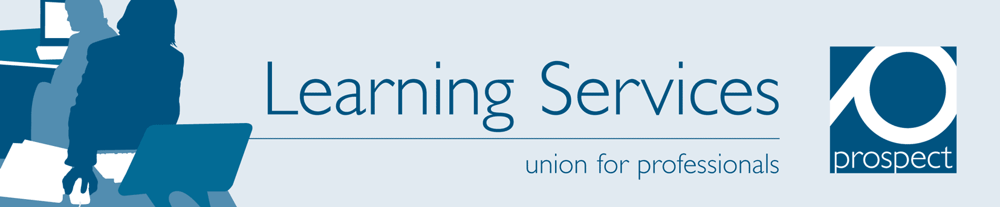 Learning Services
union for professionals
prospect